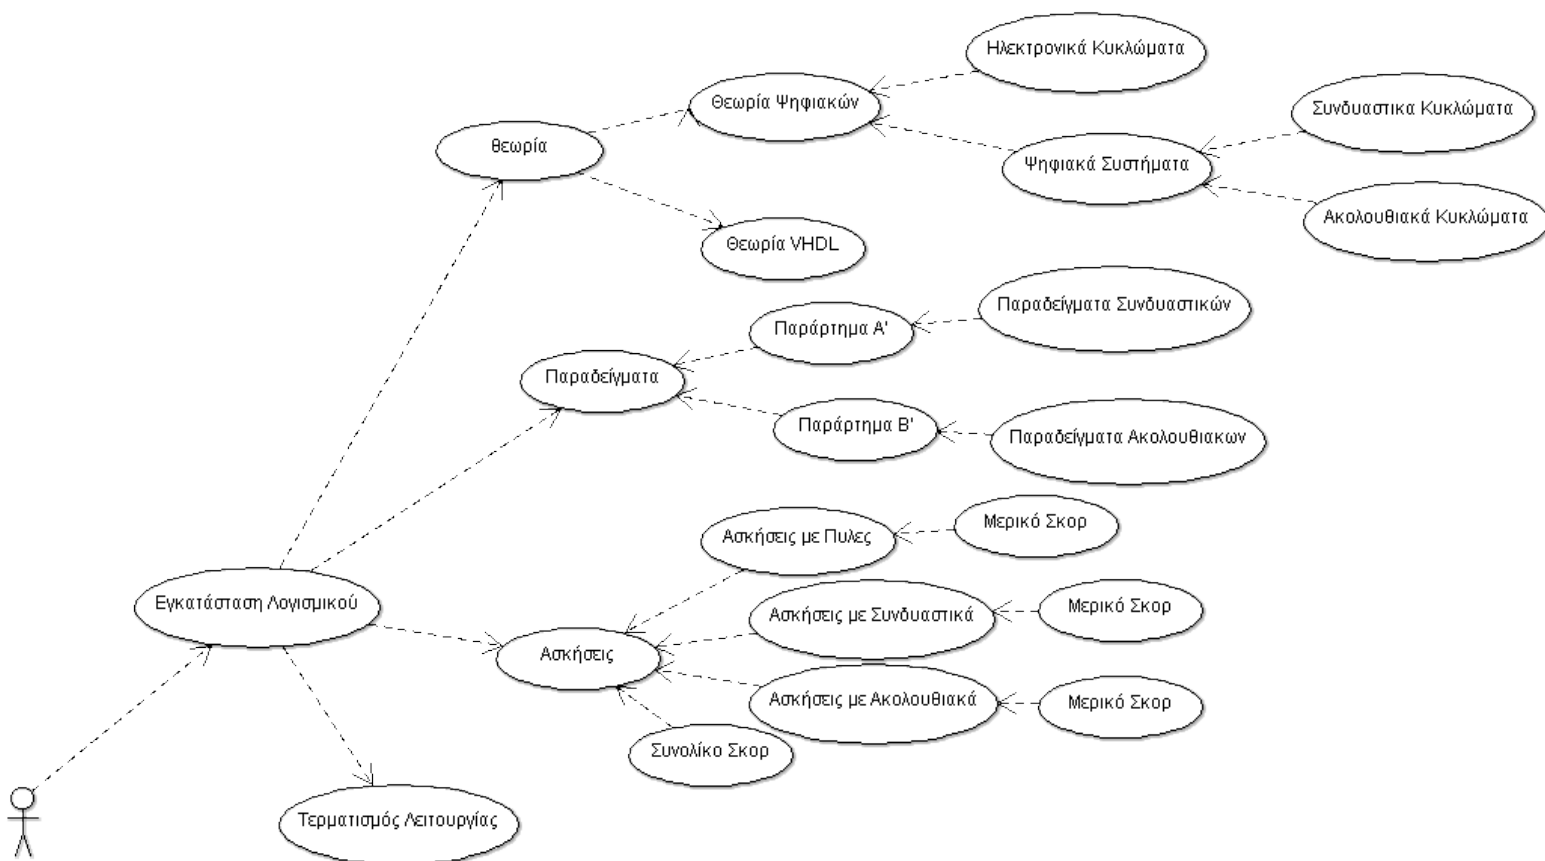 Ηλεκτρονικά Κυκλώματα
Θεωρία Ψηφιακών
Συνδυαστικα Κυκλώματα
θεωρία
Ψηφιακά Συστήματα
Ακολουθιακά Κυκλώματα
Θεωρία VHDL
Παραδείγματα Συνδυαστικών
Παράρτημα Α'
Παραδείγματα
Παράρτημα Β'
Παραδείγματα Ακολουθιακων
Μερικό Σκορ
Ασκήσεις με Πυλες
Εγκατάσταση Λογισμικού
Ασκήσεις με Συνδυαστικά
Μερικό Σκορ
Ασκήσεις
Ασκήσεις με Ακολουθιακά
Μερικό Σκορ
Συνολίκο Σκορ
Τερματισμός Λειτουργίας